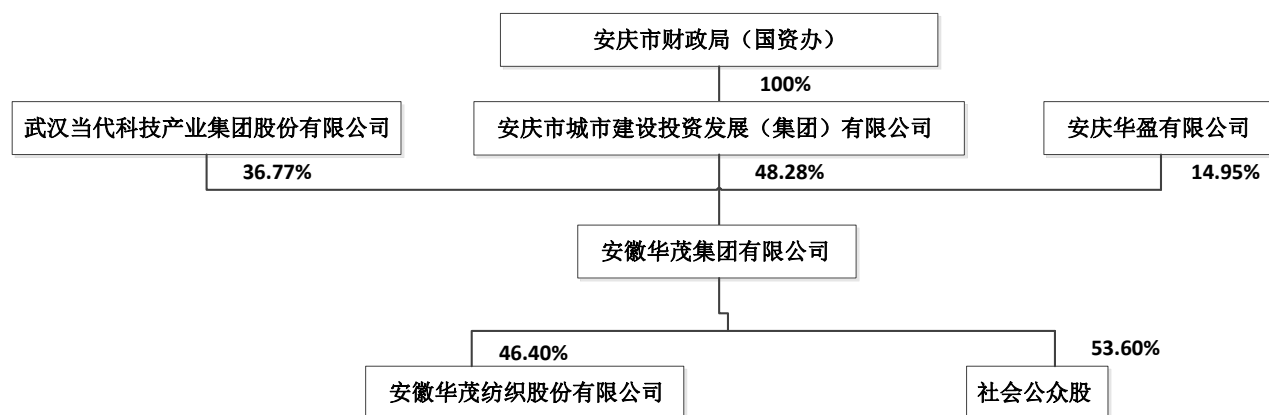 安庆市财政局（国资办）
100%
武汉当代科技产业集团股份有限公司
安庆市城市建设投资发展（集团）有限公司
安庆华盈有限公司
36.77%
48.28%
14.95%
安徽华茂集团有限公司
46.40%
53.60%
安徽华茂纺织股份有限公司
社会公众股